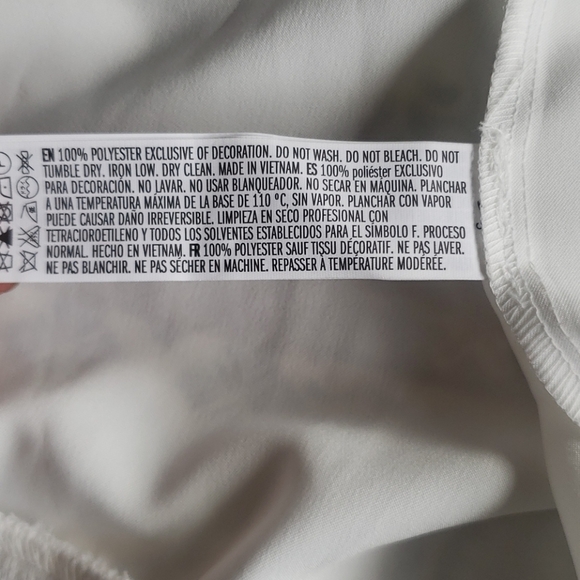 EN 100% POLYESTER EXCLUSIVE OF DECORATION. DO NOT WASH. DO NOT BLEACH. DO NOT
TUMBLE DRY. IRON LOW. DRY CLEAN. MADE IN VIETNAM. ES 100% poliéster EXCLUSIVO
PARA DECORACIÓN. NO LAVAR. NO USAR BLANQUEADOR. NO SECAR EN MÁQUINA. PLANCHAR
A UNA TEMPERATURA MÁXIMA DE LA BASE DE 110 ºC, SIN VAPOR. PLANCHAR CON VAPOR
PUEDE CAUSAR DAÑO IRREVERSIBLE. LIMPIEZA EN SECO PROFESIONAL CON
TETRACIOROETILENO Y TODOS LOS SOLVENTES ESTABLECIDOS PARA EL SÍMBOLO F. PROCESO
NORMAL. HECHO EN VIETNAM. FR 100% POLYESTER SAUF TISSU DÉCORATIF. NE PAS LAVER.
NE PAS BLANCHIR. NE PAS SÉCHER EN MACHINE. REPASSER À TEMPÉRATURE MODÉRÉE.